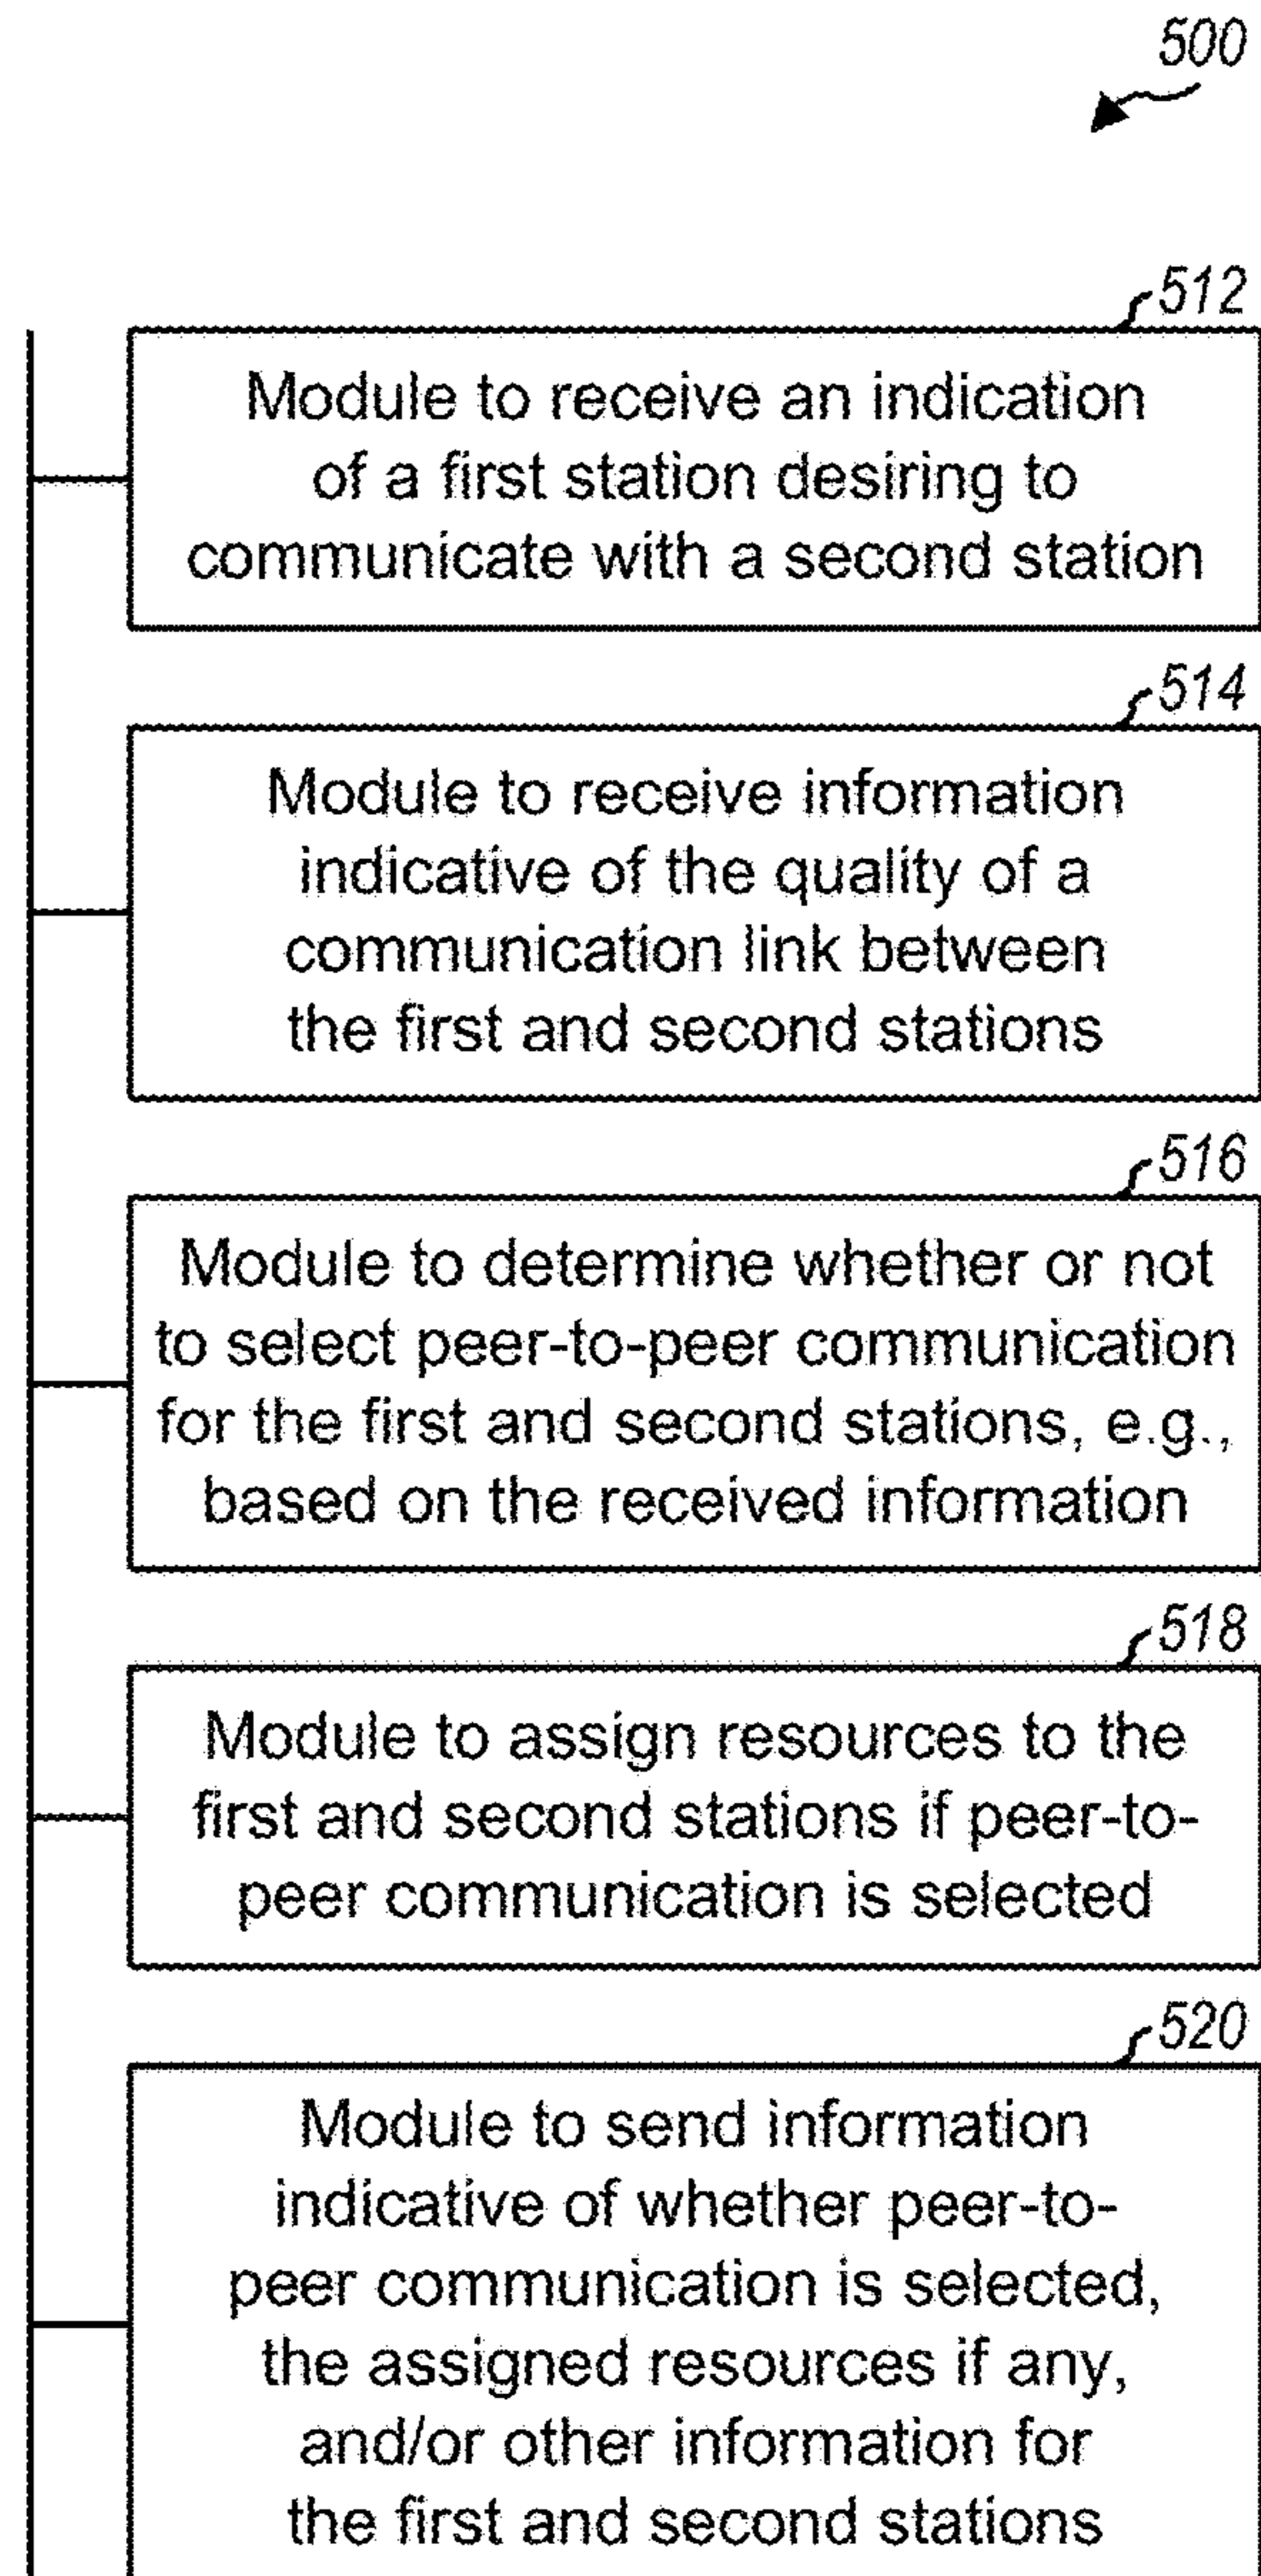 500
512
Module to receive an indication
of a first station desiring to
communicate with a second station
514
Module to receive information
indicative of the quality of a
communication link between
the first and second stations
516
Module to determine whether or not
to select peer-to-peer communication
for the first and second stations, e.g.,
based on the received information
518
Module to assign resources to the
first and second stations if peer-to-
peer communication is selected
520
Module to send information
indicative of whether peer-to-
peer communication is selected,
the assigned resources if any,
and/or other information for
the first and second stations